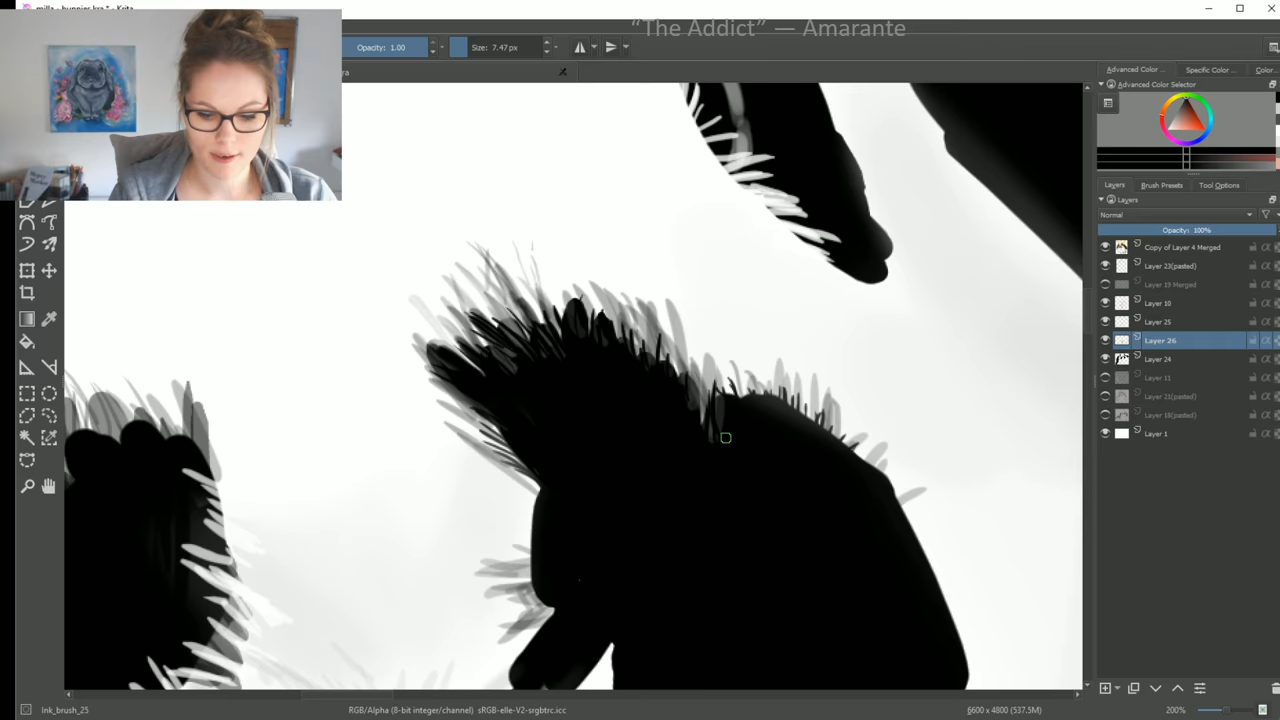 milla - bunnies.kra * - Krita
"The Addict" — Amarante
Opacity: 1.00
Size: 7.47 px
ra
Advanced Color ...
Specific Color ...
Color...
Advanced Color Selector
Layers
Brush Presets
Tool Options
Layers
Normal
Opacity: 100%
Copy of Layer 4 Merged
Layer 23(pasted)
Layer 19 Merged
Layer 10
Layer 25
Layer 26
Layer 24
Layer 11
Layer 21(pasted)
Layer 18(pasted)
Layer 1
Ink_brush_25
RGB/Alpha (8-bit integer/channel) sRGB-elle-V2-srgbtrc.icc
6600 x 4800 (537.5M)
200%